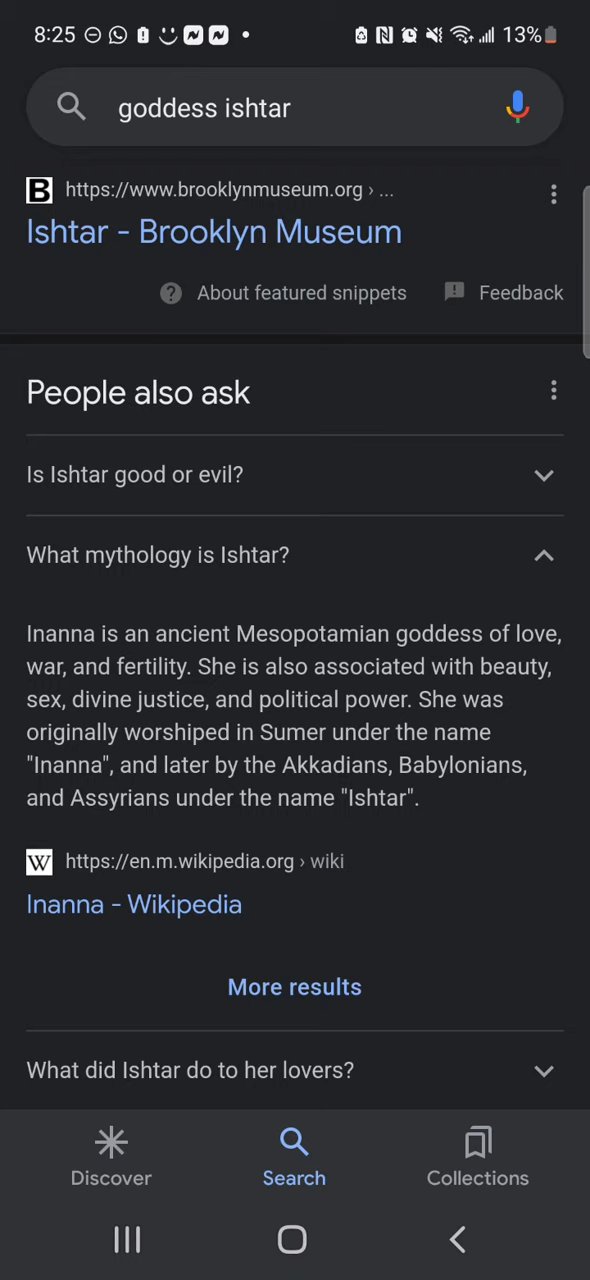 8:25 13%
goddess ishtar
B https://www.brooklynmuseum.org › ...
Ishtar - Brooklyn Museum
About featured snippets Feedback
People also ask
Is Ishtar good or evil?
What mythology is Ishtar?
Inanna is an ancient Mesopotamian goddess of love,
war, and fertility. She is also associated with beauty,
sex, divine justice, and political power. She was
originally worshiped in Sumer under the name
"Inanna", and later by the Akkadians, Babylonians,
and Assyrians under the name "Ishtar".
W https://en.m.wikipedia.org › wiki
Inanna - Wikipedia
More results
What did Ishtar do to her lovers?
Discover Search Collections